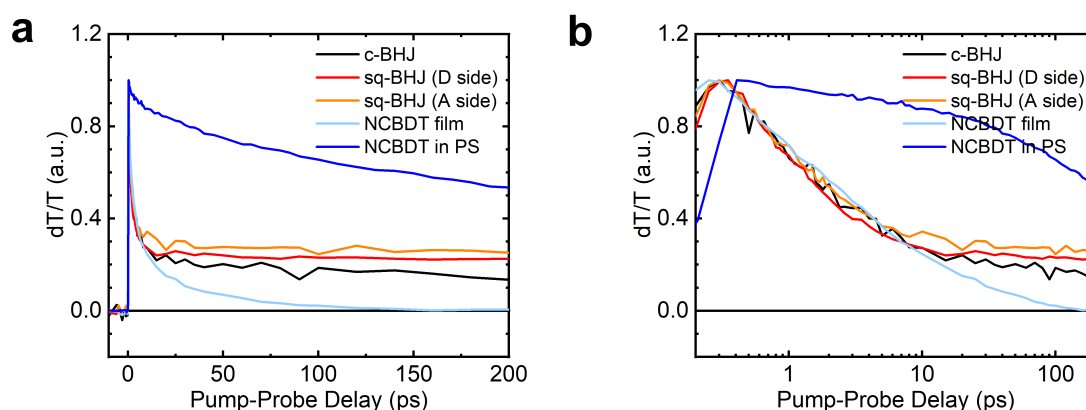 a
dT/T (a.u.)
1.2
0.8
0.4
0.0
c-BHJ
sq-BHJ (D side)
sq-BHJ (A side)
NCBDT film
NCBDT in PS
0 50 100 150 200
Pump-Probe Delay (ps)
b
dT/T (a.u.)
1.2
0.8
0.4
0.0
c-BHJ
sq-BHJ (D side)
sq-BHJ (A side)
NCBDT film
NCBDT in PS
1 10 100
Pump-Probe Delay (ps)